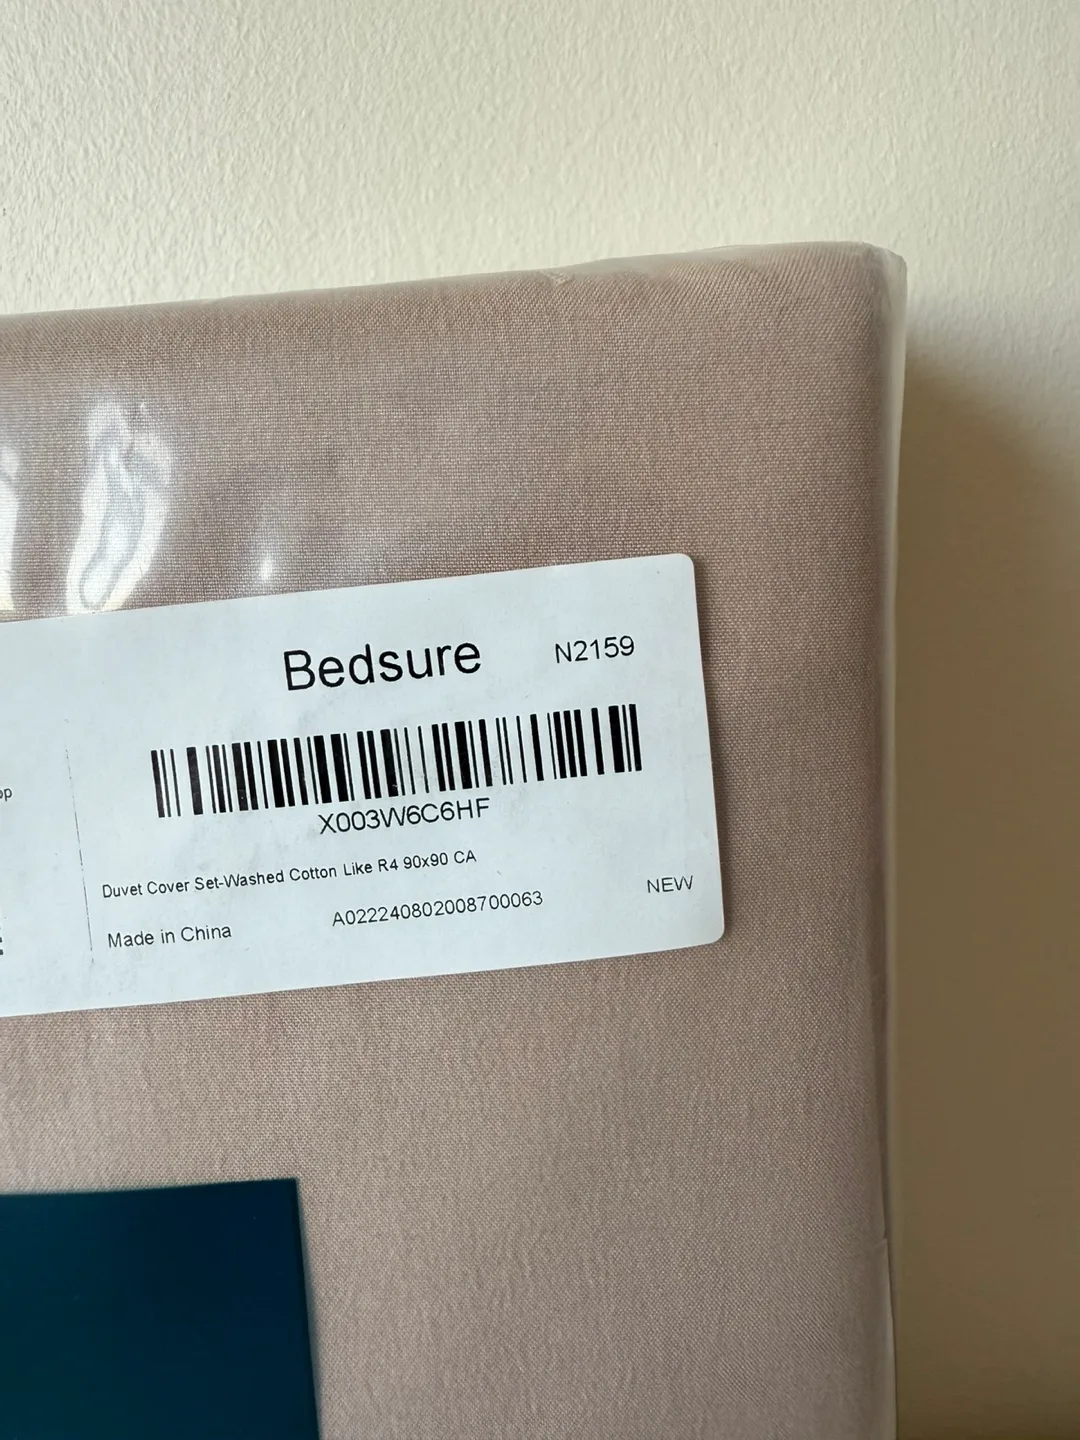 Bedsure N2159
X003W6C6HF
Duvet Cover Set-Washed Cotton Like R4 90x90 CA
NEW
Made in China A022240802008700063